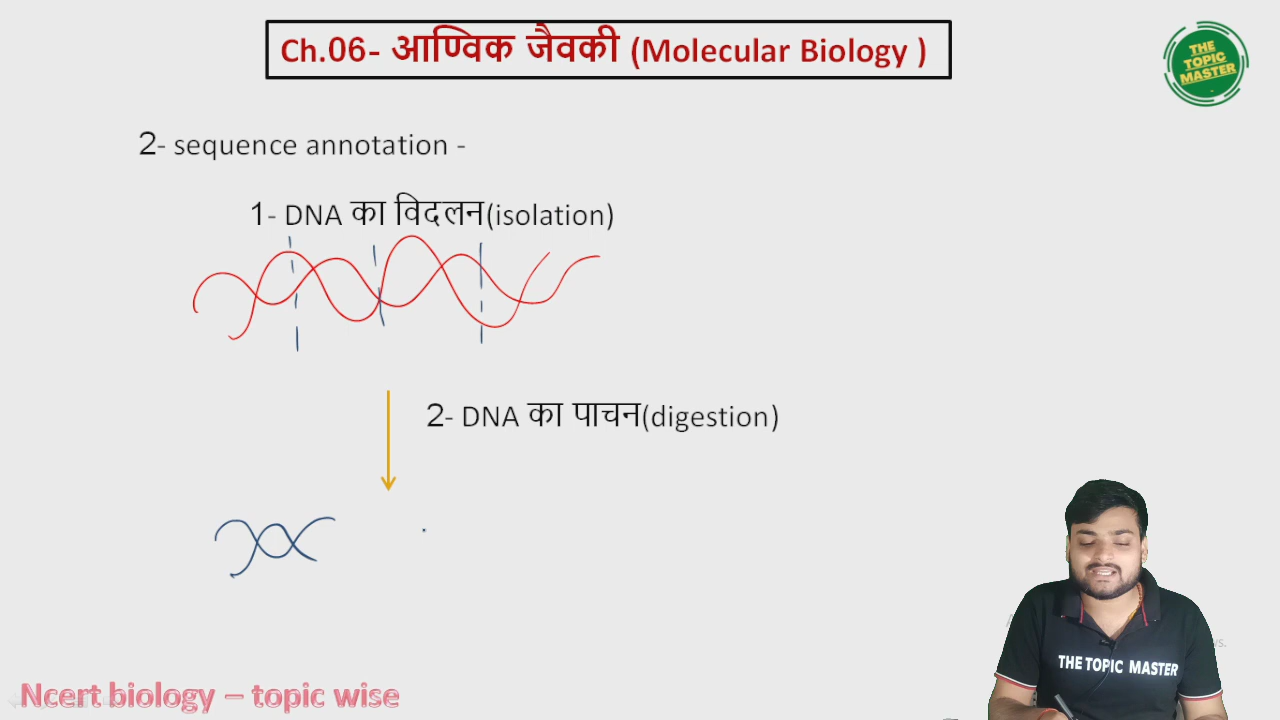 Ch.06- आण्विक जैवकी (Molecular Biology )
THE
TOPIC
MASTER
2- sequence annotation -
1- DNA का विदलन(isolation)
2- DNA का पाचन(digestion)
THE TOPIC MASTER
Ncert biology – topic wise